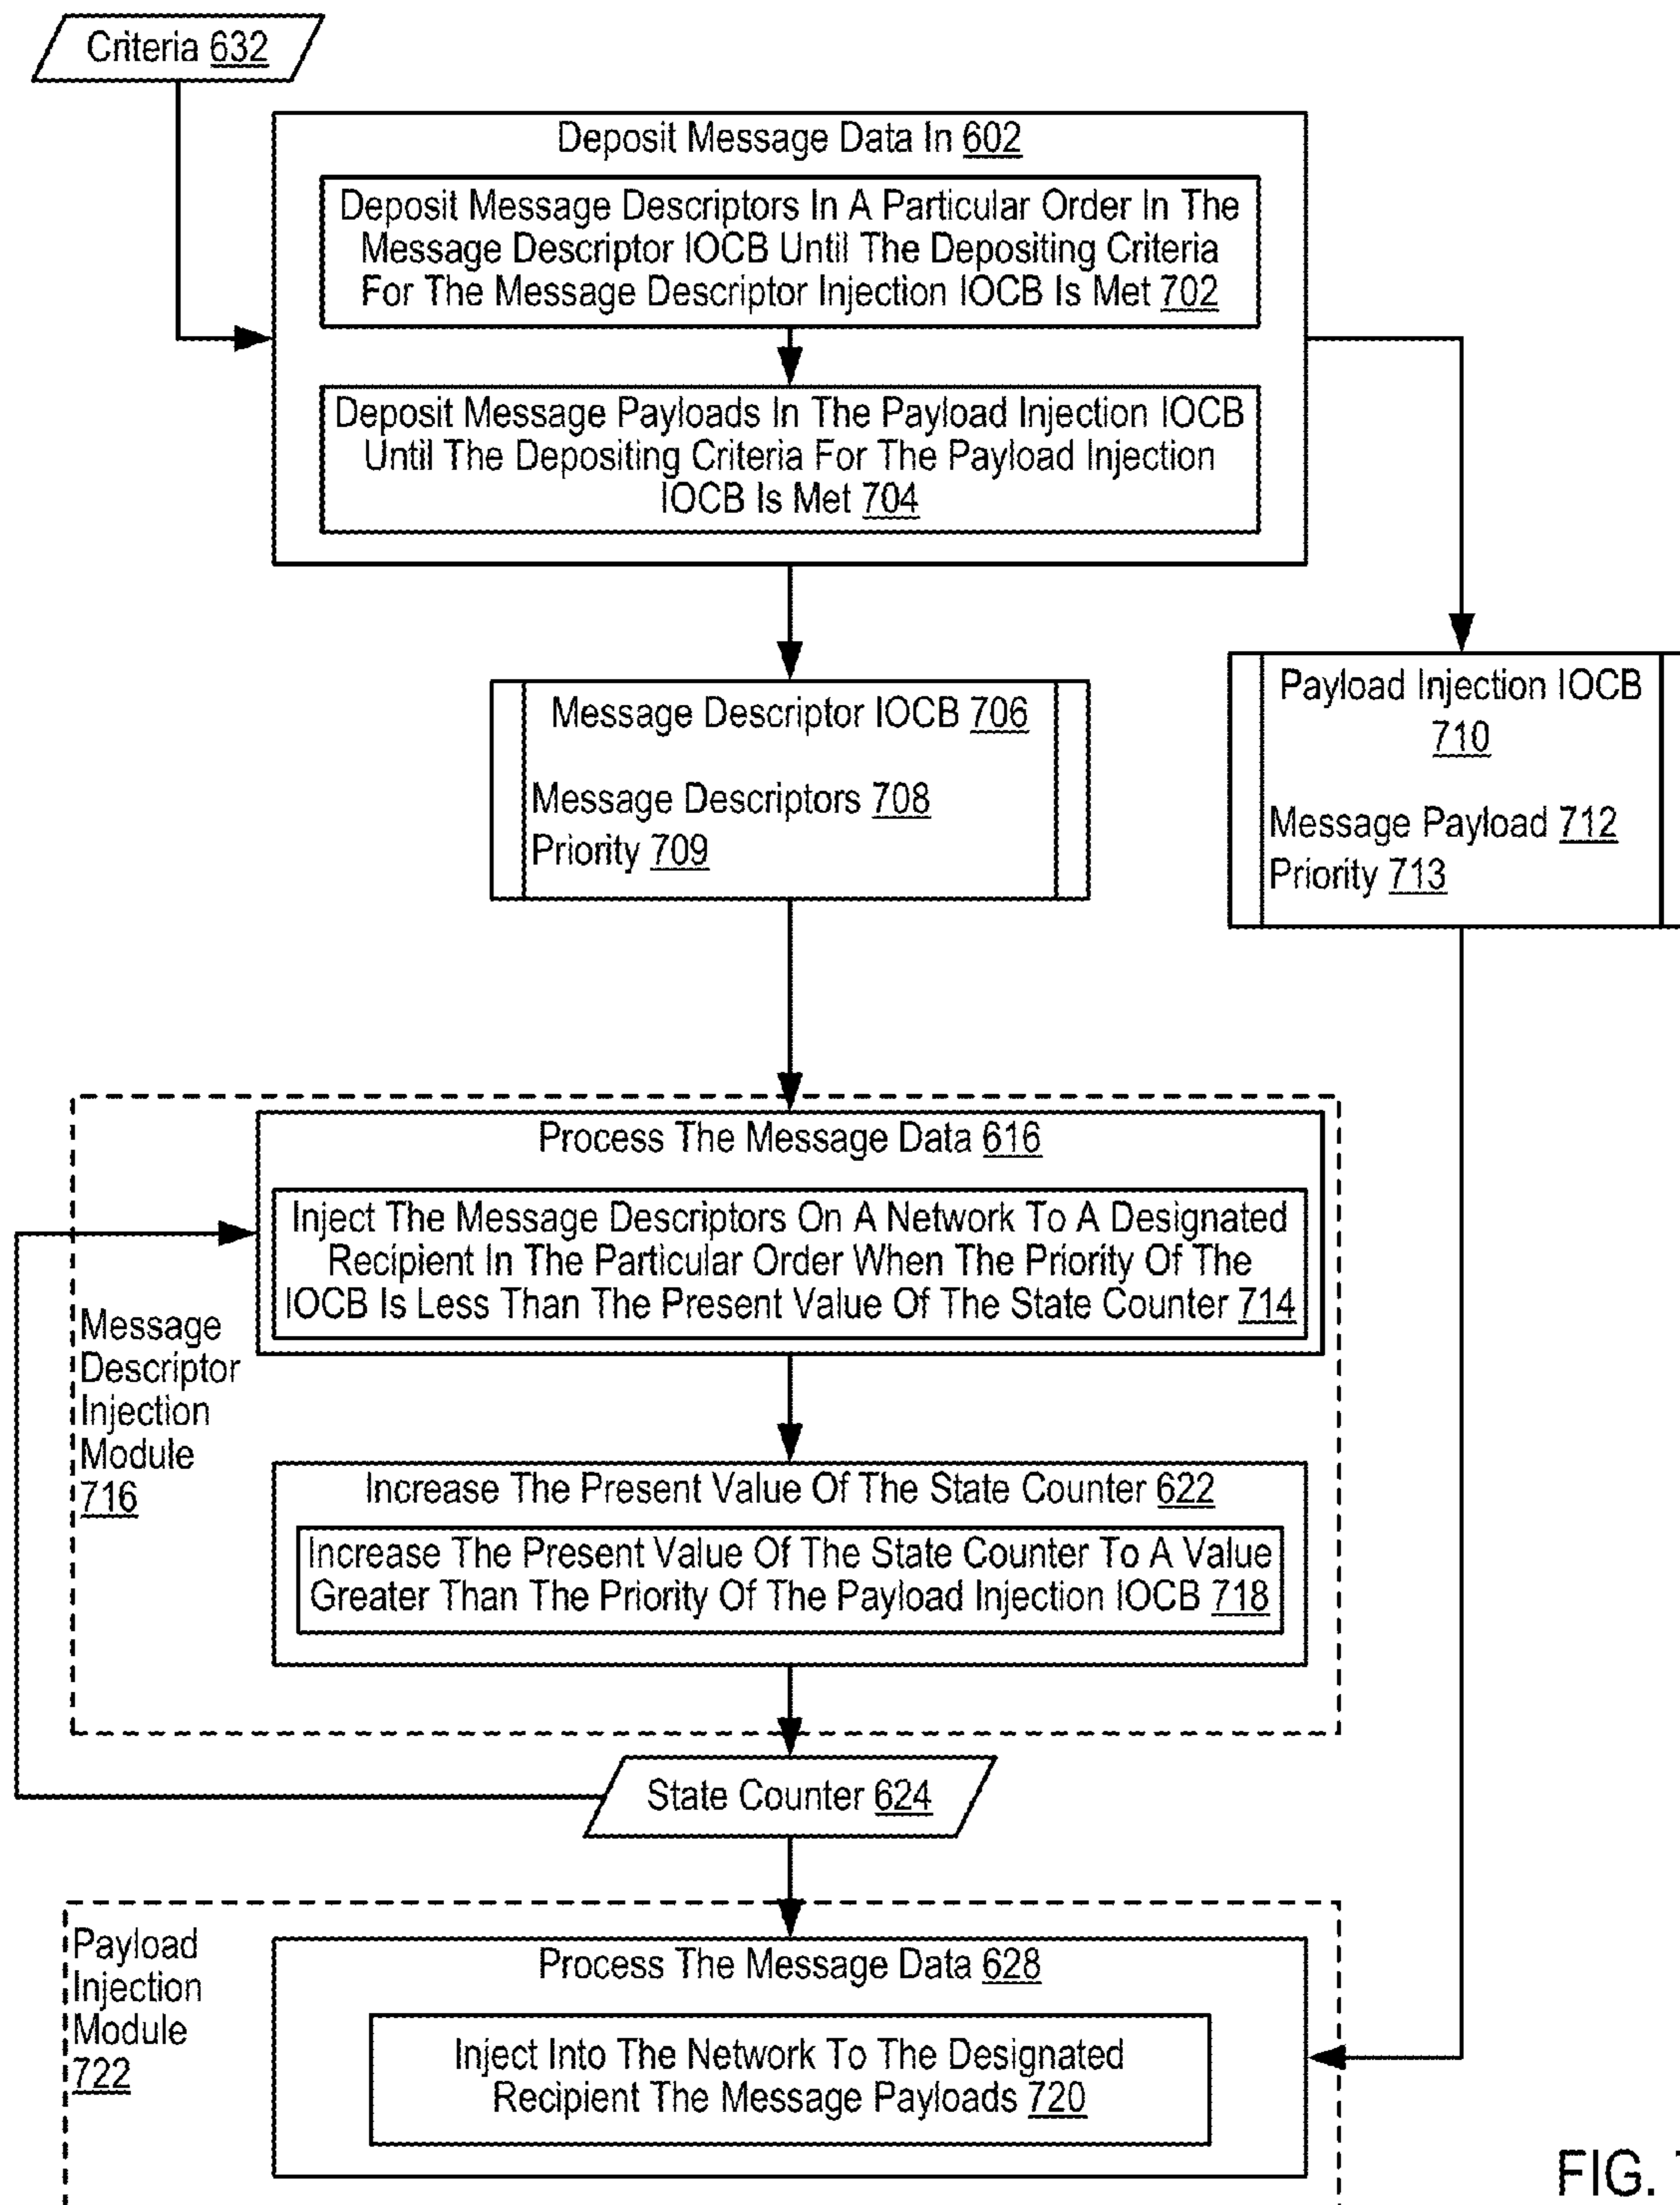 Criteria 632
Deposit Message Data In 602
Deposit Message Descriptors In A Particular Order In The
Message Descriptor IOCB Until The Depositing Criteria
For The Message Descriptor Injection IOCB Is Met 702
Deposit Message Payloads In The Payload Injection IOCB
Until The Depositing Criteria For The Payload Injection
IOCB Is Met 704
Message Descriptor IOCB 706
Message Descriptors 708
Priority 709
Payload Injection IOCB
710
Message Payload 712
Priority 713
Process The Message Data 616
Inject The Message Descriptors On A Network To A Designated
Recipient In The Particular Order When The Priority Of The
IOCB Is Less Than The Present Value Of The State Counter 714
Message
Descriptor
Injection
Module
716
Increase The Present Value Of The State Counter 622
Increase The Present Value Of The State Counter To A Value
Greater Than The Priority Of The Payload Injection IOCB 718
State Counter 624
Payload
Injection
Module
722
Process The Message Data 628
Inject Into The Network To The Designated
Recipient The Message Payloads 720
FIG.